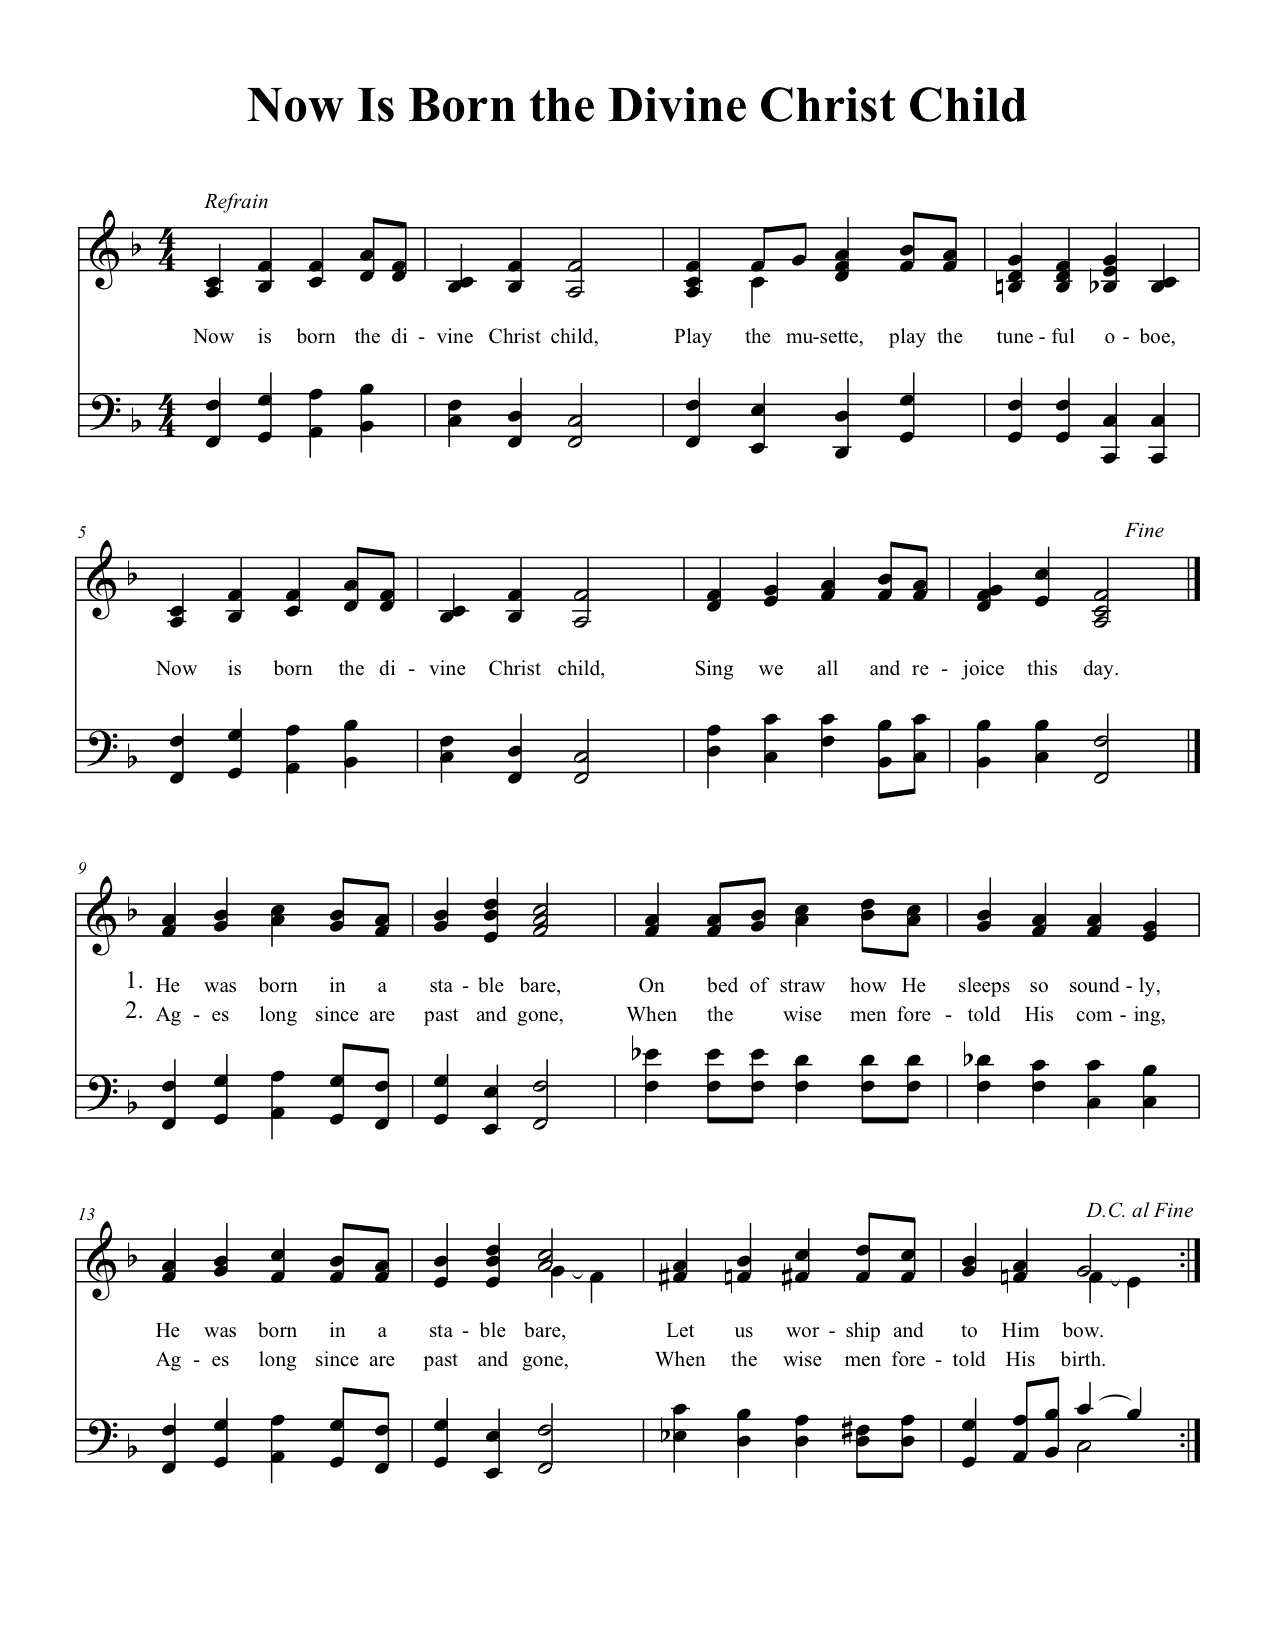 Now Is Born the Divine Christ Child
Refrain
4
4
Now is born the di - vine Christ child, Play the mu-sette, play the tune - ful o - boe,
4
4
5
Fine
Now is born the di - vine Christ child, Sing we all and re - joice this day.
9
1. He was born in a sta - ble bare, On bed of straw how He sleeps so sound - ly,
2. Ag - es long since are past and gone, When the wise men fore - told His com - ing,
13
D.C. al Fine
He was born in a sta - ble bare, Let us wor - ship and to Him bow.
Ag - es long since are past and gone, When the wise men fore - told His birth.